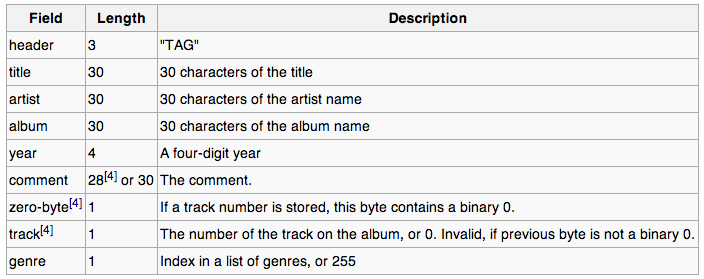 Field Length Description
header 3 "TAG"
title 30 30 characters of the title
artist 30 30 characters of the artist name
album 30 30 characters of the album name
year 4 A four-digit year
comment 28[4] or 30 The comment.
zero-byte[4] 1 If a track number is stored, this byte contains a binary 0.
track[4] 1 The number of the track on the album, or 0. Invalid, if previous byte is not a binary 0.
genre 1 Index in a list of genres, or 255